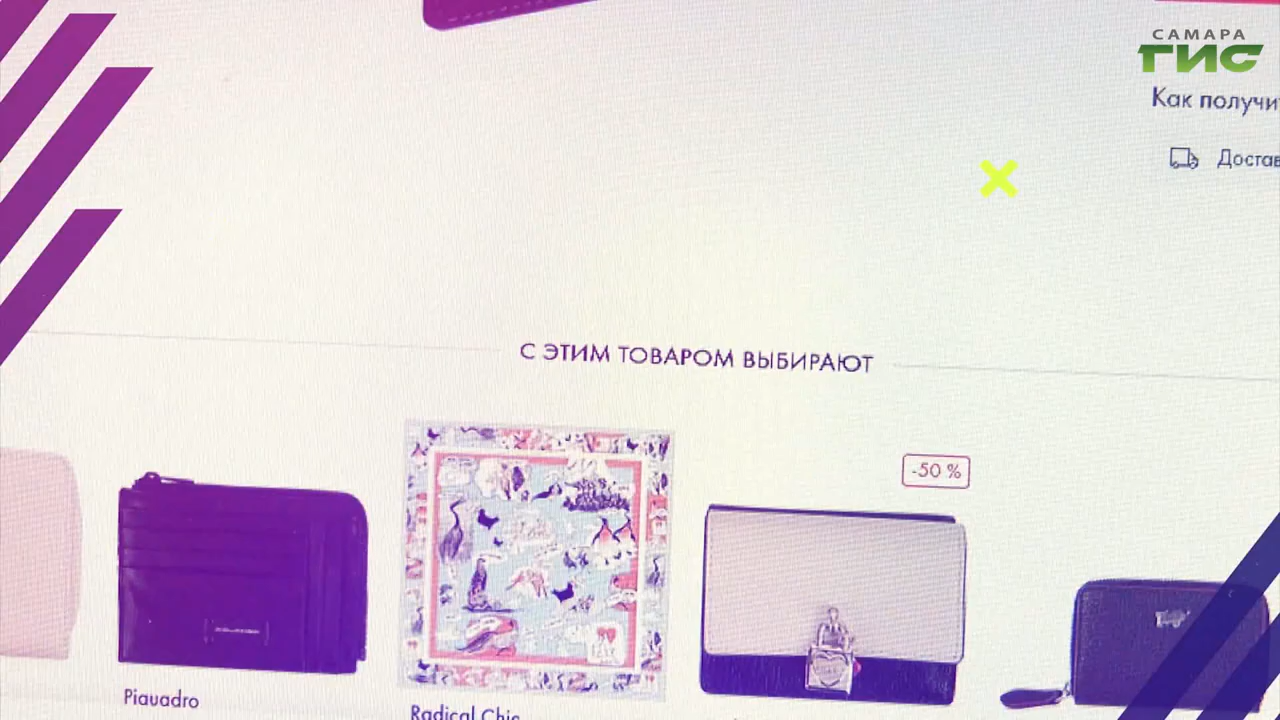 САМАРА
ГИС
Как получи
Достав
С ЭТИМ ТОВАРОМ ВЫБИРАЮТ
-50 %
Piquadro
Radical Chic